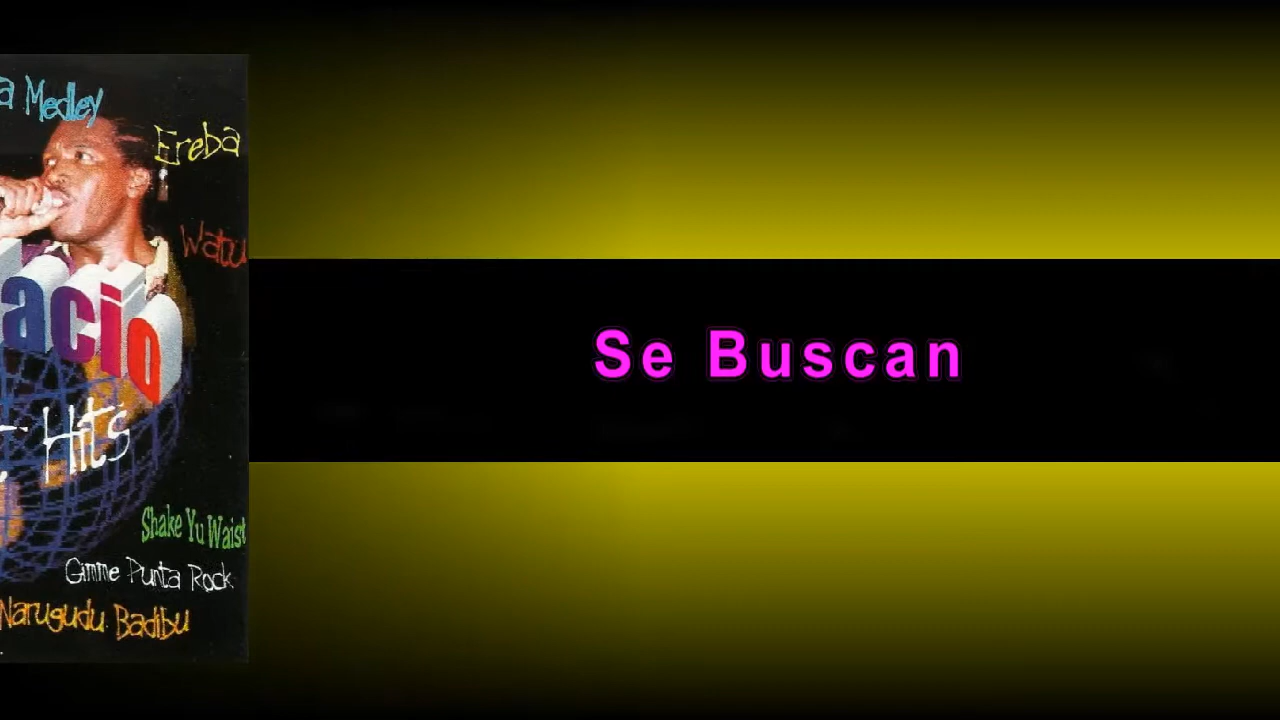 a Medley
Ereba
Watu
acio
Hits
Se Buscan
Shake Yu Waist
Gimme Punta Rock
Narugudu Badibu